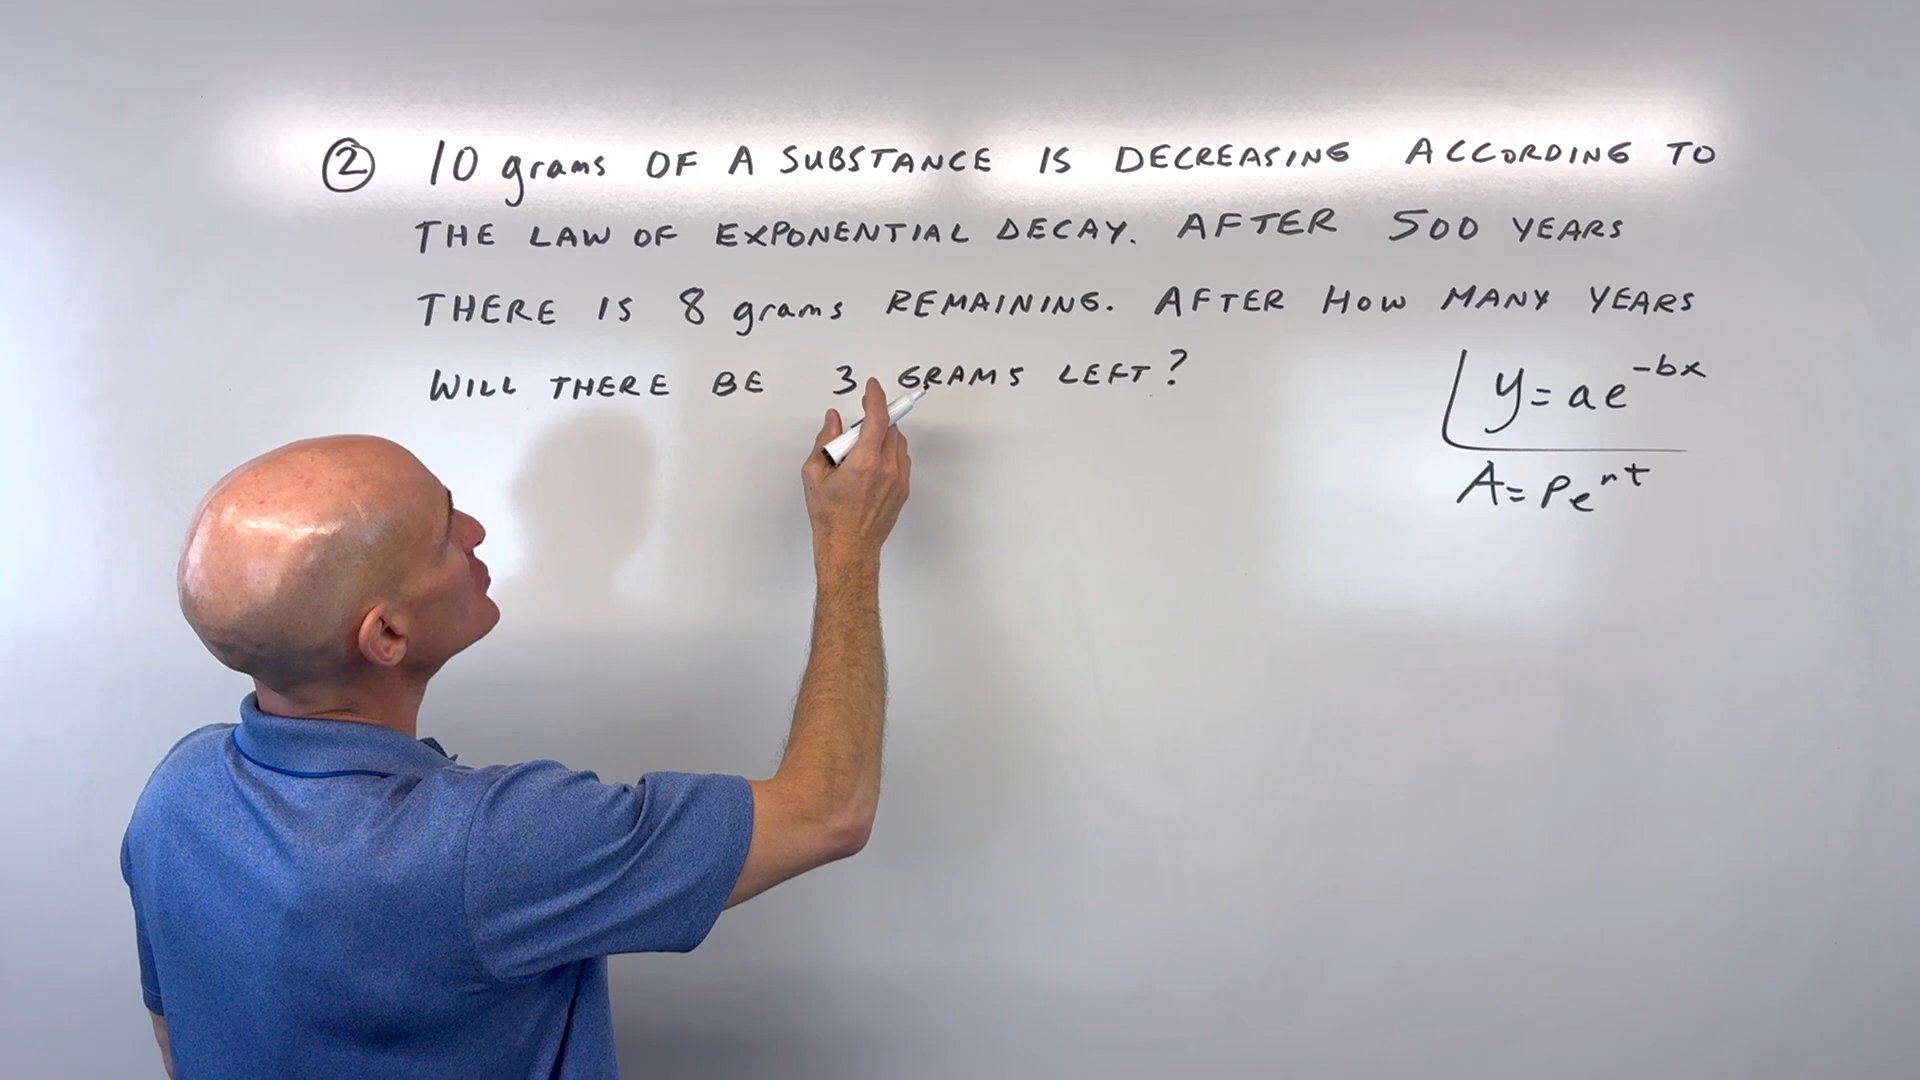 ② 10 grams OF A SUBSTANCE IS DECREASING ACCORDING TO
THE LAW OF EXPONENTIAL DECAY. AFTER 500 YEARS
THERE IS 8 grams REMAINING. AFTER HOW MANY YEARS
WILL THERE BE 3 GRAMS LEFT?
y = ae^{-bx}
A = Pe^{rt}